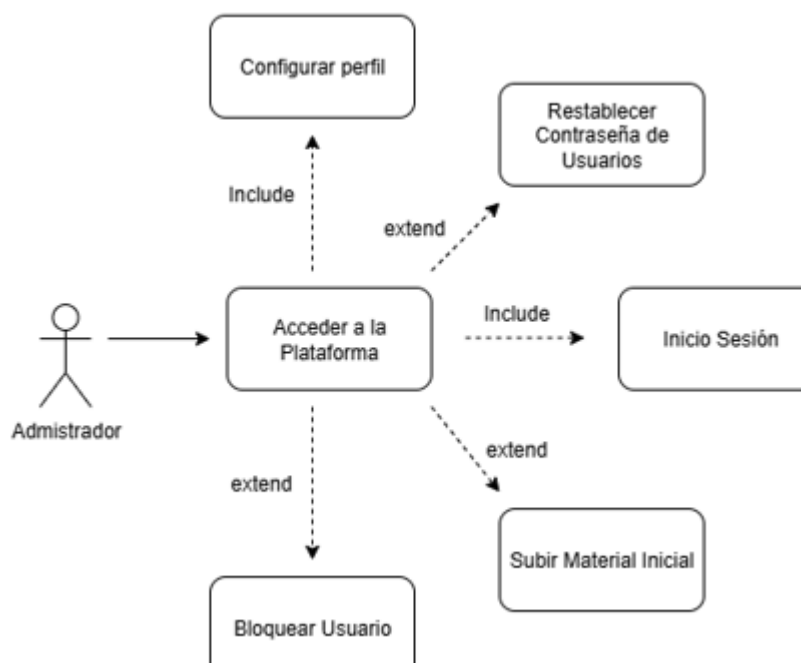 Configurar perfil
Restablecer
Contraseña de
Usuarios
Include
extend
Acceder a la
Plataforma
Include
Inicio Sesión
Admistrador
extend
extend
Subir Material Inicial
Bloquear Usuario